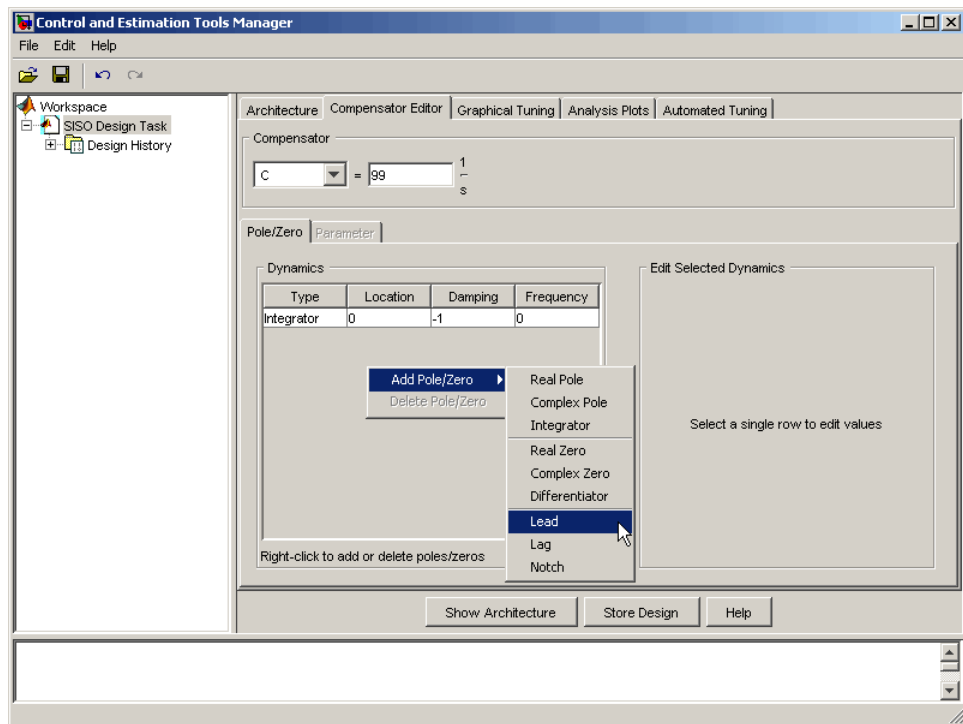 Control and Estimation Tools Manager
File Edit Help
Workspace
SISO Design Task
Design History
Architecture Compensator Editor Graphical Tuning Analysis Plots Automated Tuning
Compensator
C = 99 1
s
Pole/Zero Parameter
Dynamics
Type Location Damping Frequency
Integrator 0 -1 0
Add Pole/Zero
Delete Pole/Zero
Real Pole
Complex Pole
Integrator
Real Zero
Complex Zero
Differentiator
Lead
Lag
Notch
Right-click to add or delete poles/zeros
Edit Selected Dynamics
Select a single row to edit values
Show Architecture Store Design Help